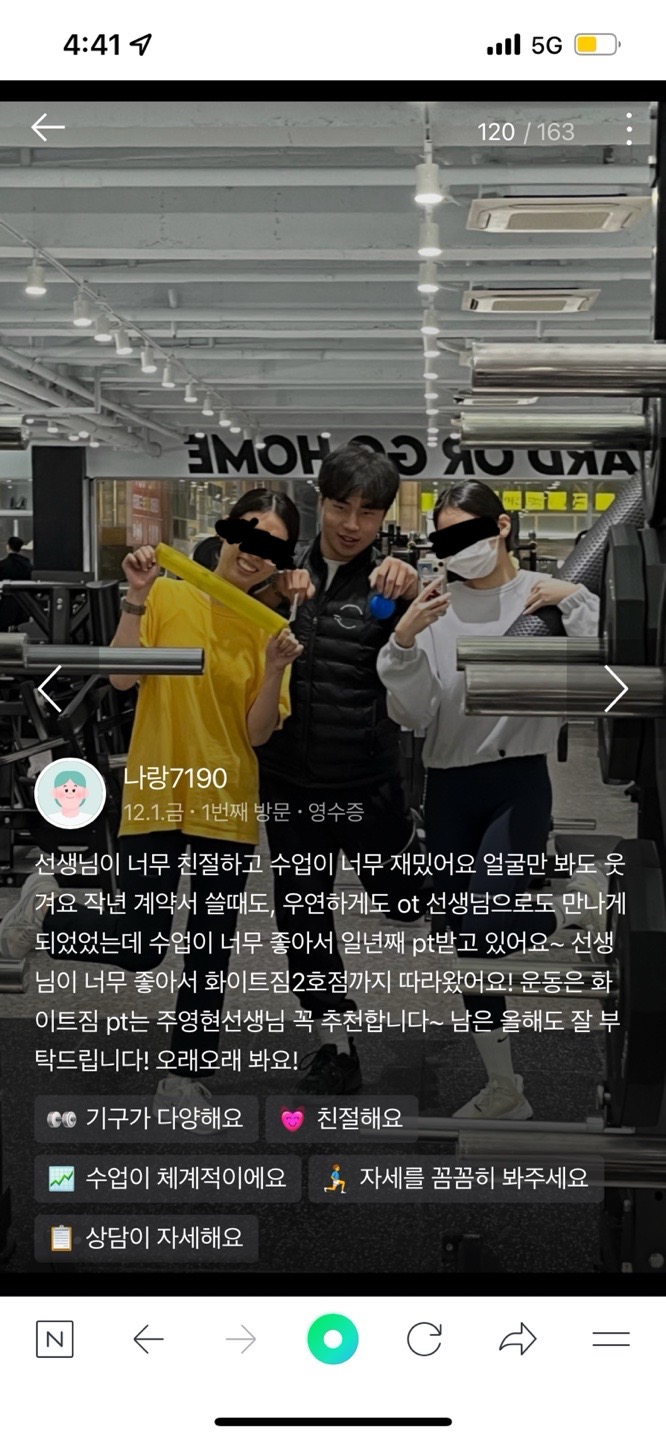 4:41
5G
120 / 163
HARD OR GO HOME
나랑7190
12.1.금 · 1번째 방문 · 영수증
선생님이 너무 친절하고 수업이 너무 재밌어요 얼굴만 봐도 웃
겨요 작년 계약서 쓸때도, 우연하게도 ot 선생님으로도 만나게
되었었는데 수업이 너무 좋아서 일년째 pt받고 있어요~ 선생
님이 너무 좋아서 화이트짐2호점까지 따라왔어요! 운동은 화
이트짐 pt는 주영현선생님 꼭 추천합니다~ 남은 올해도 잘 부
탁드립니다! 오래오래 봐요!
기구가 다양해요
친절해요
수업이 체계적이에요
자세를 꼼꼼히 봐주세요
상담이 자세해요
N